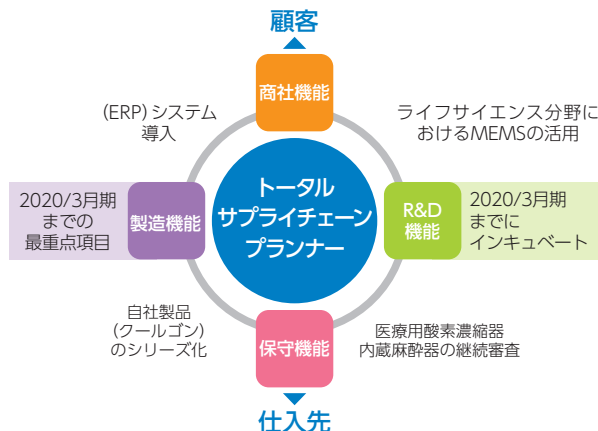 顧客
商社機能
(ERP)システム
導入
ライフサイエンス分野に
おけるMEMSの活用
2020/3月期
までの
最重点項目
製造機能
トータル
サプライチェーン
プランナー
R&D
機能
2020/3月期
までに
インキュベート
自社製品
(クールゴン)
のシリーズ化
保守機能
医療用酸素濃縮器
内蔵麻酔器の継続審査
仕入先